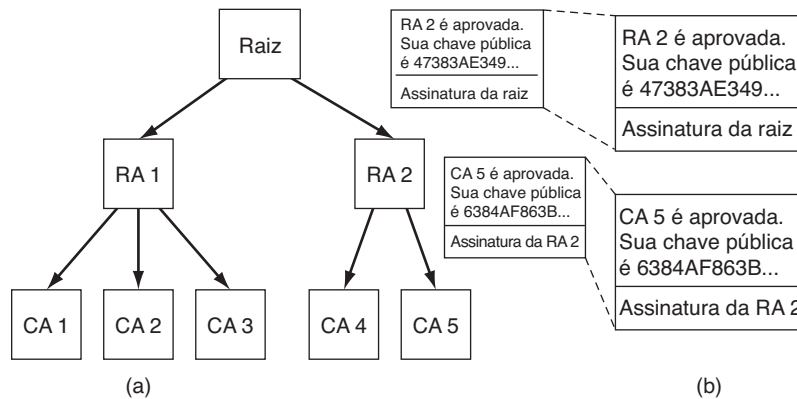 Raiz
RA 2 é aprovada.
Sua chave pública
é 47383AE349...
Assinatura da raiz
RA 2 é aprovada.
Sua chave pública
é 47383AE349...
Assinatura da raiz
RA 1
RA 2
CA 5 é aprovada.
Sua chave pública
é 6384AF863B...
Assinatura da RA 2
CA 5 é aprovada.
Sua chave pública
é 6384AF863B...
Assinatura da RA 2
CA 1
CA 2
CA 3
CA 4
CA 5
(a)
(b)